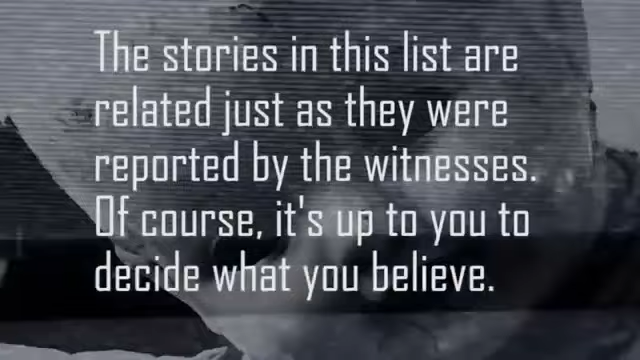 The stories in this list are
related just as they were
reported by the witnesses.
Of course, it's up to you to
decide what you believe.